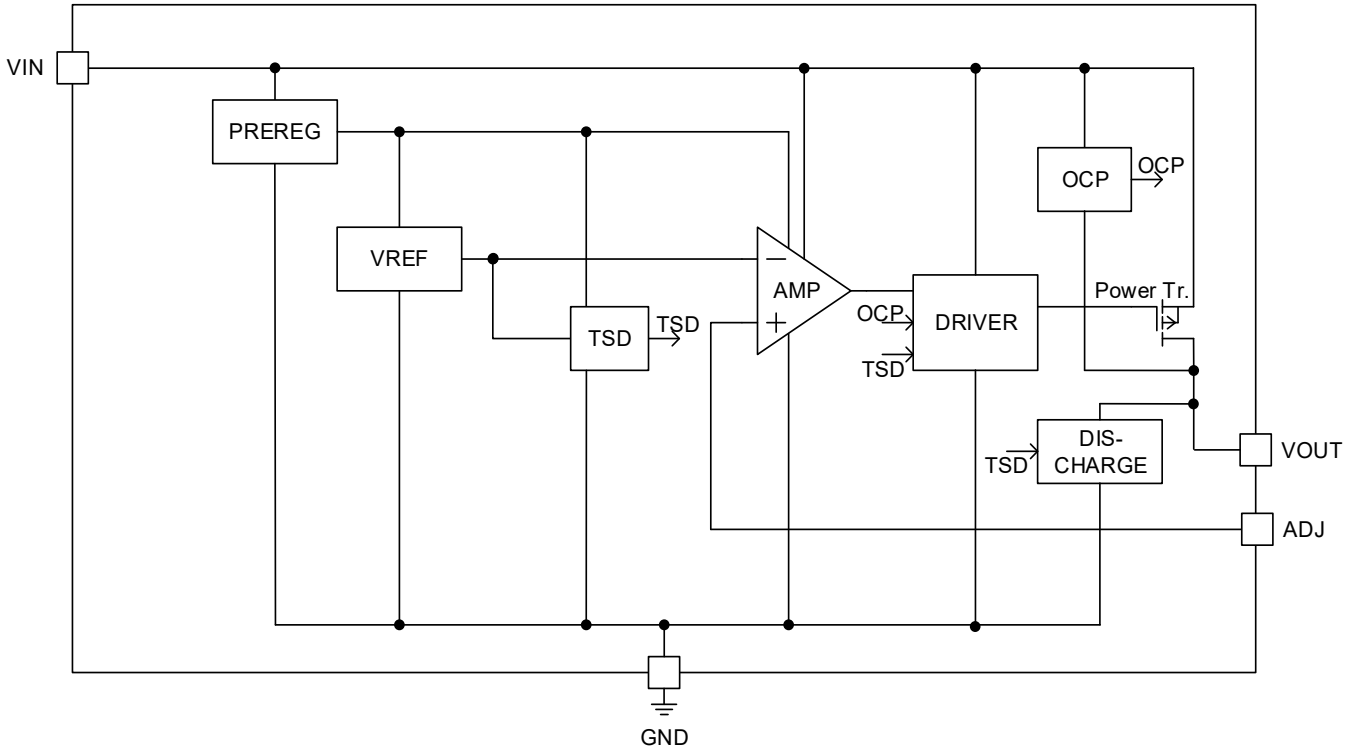 VIN
PREREG
OCP
OCP
VREF
AMP
Power Tr.
OCP
DRIVER
TSD
TSD
TSD
DIS-
CHARGE
TSD
VOUT
ADJ
GND